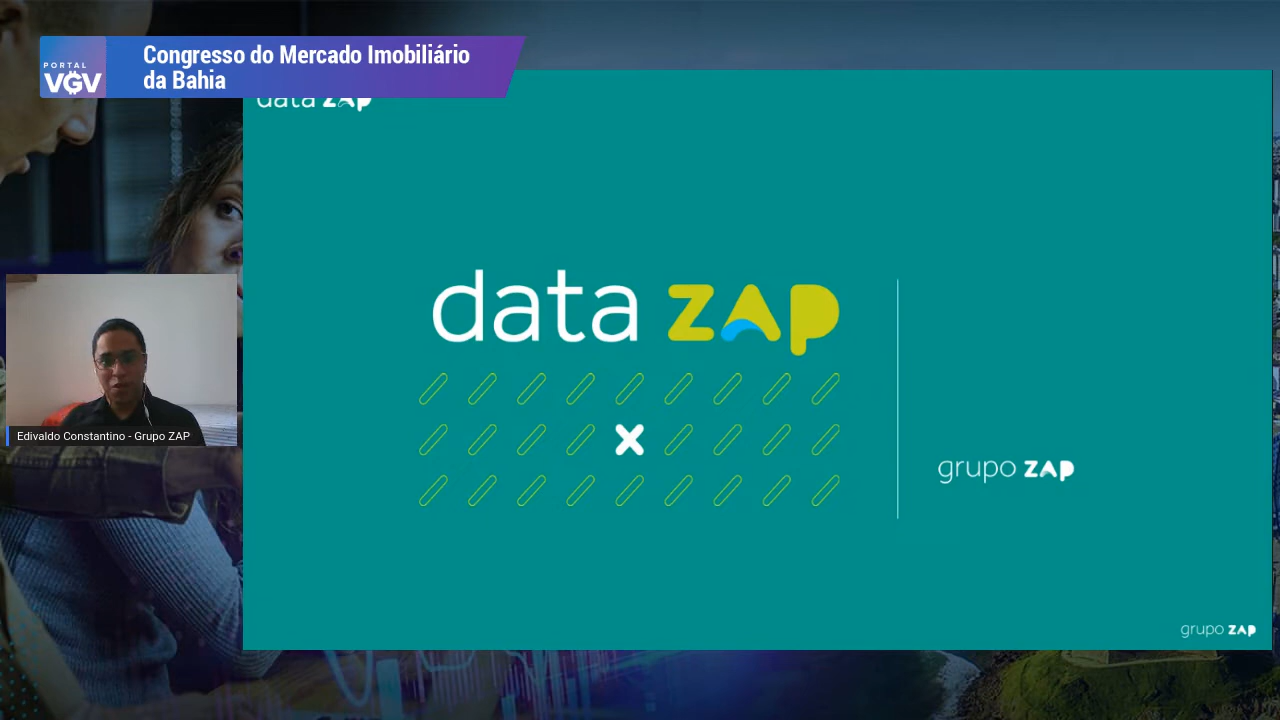 PORTAL
VGV
Congresso do Mercado Imobiliário
da Bahia
data ZAP
data ZAP
grupo ZAP
Edivaldo Constantino - Grupo ZAP
grupo ZAP